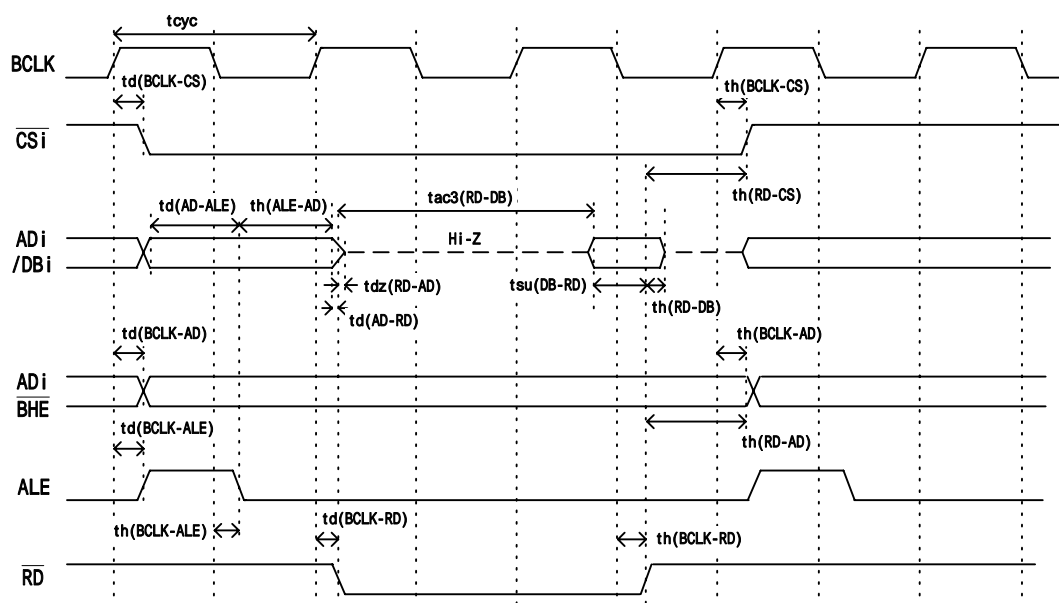 tcyc
BCLK
td(BCLK-CS)
th(BCLK-CS)
CSi
th(RD-CS)
td(AD-ALE)
th(ALE-AD)
tac3(RD-DB)
ADi
/DBi
Hi-Z
tdz(RD-AD)
tsu(DB-RD)
th(RD-DB)
td(AD-RD)
td(BCLK-AD)
th(BCLK-AD)
ADi
BHE
td(BCLK-ALE)
th(RD-AD)
ALE
th(BCLK-ALE)
td(BCLK-RD)
th(BCLK-RD)
RD